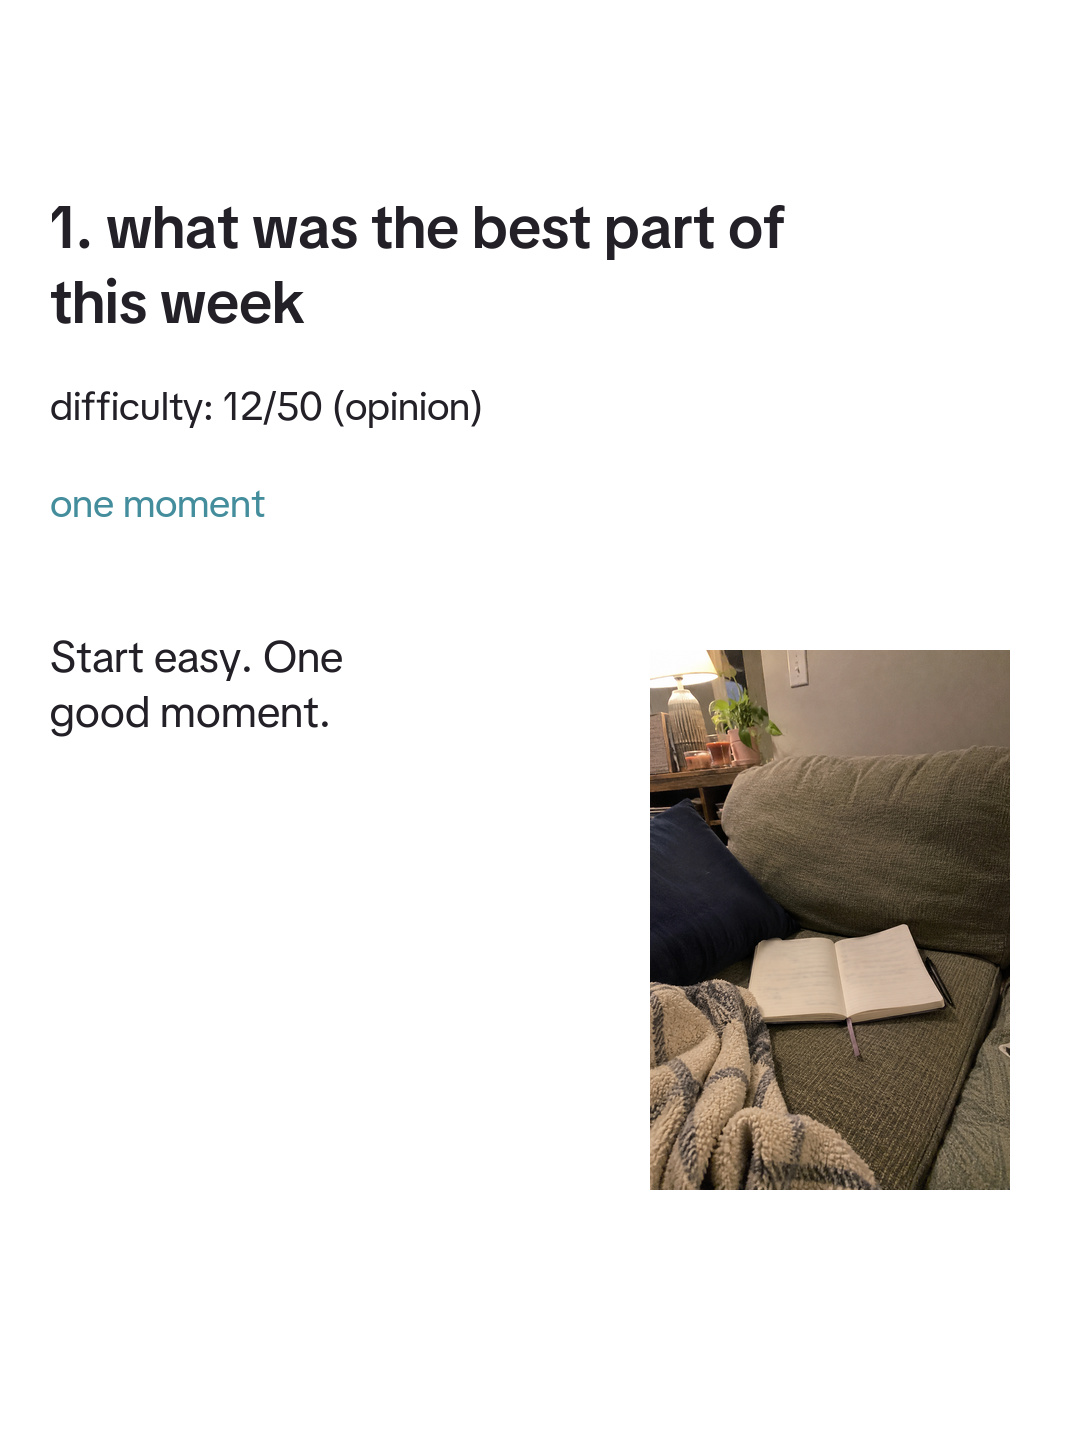 1. what was the best part of
this week
difficulty: 12/50 (opinion)
one moment
Start easy. One
good moment.